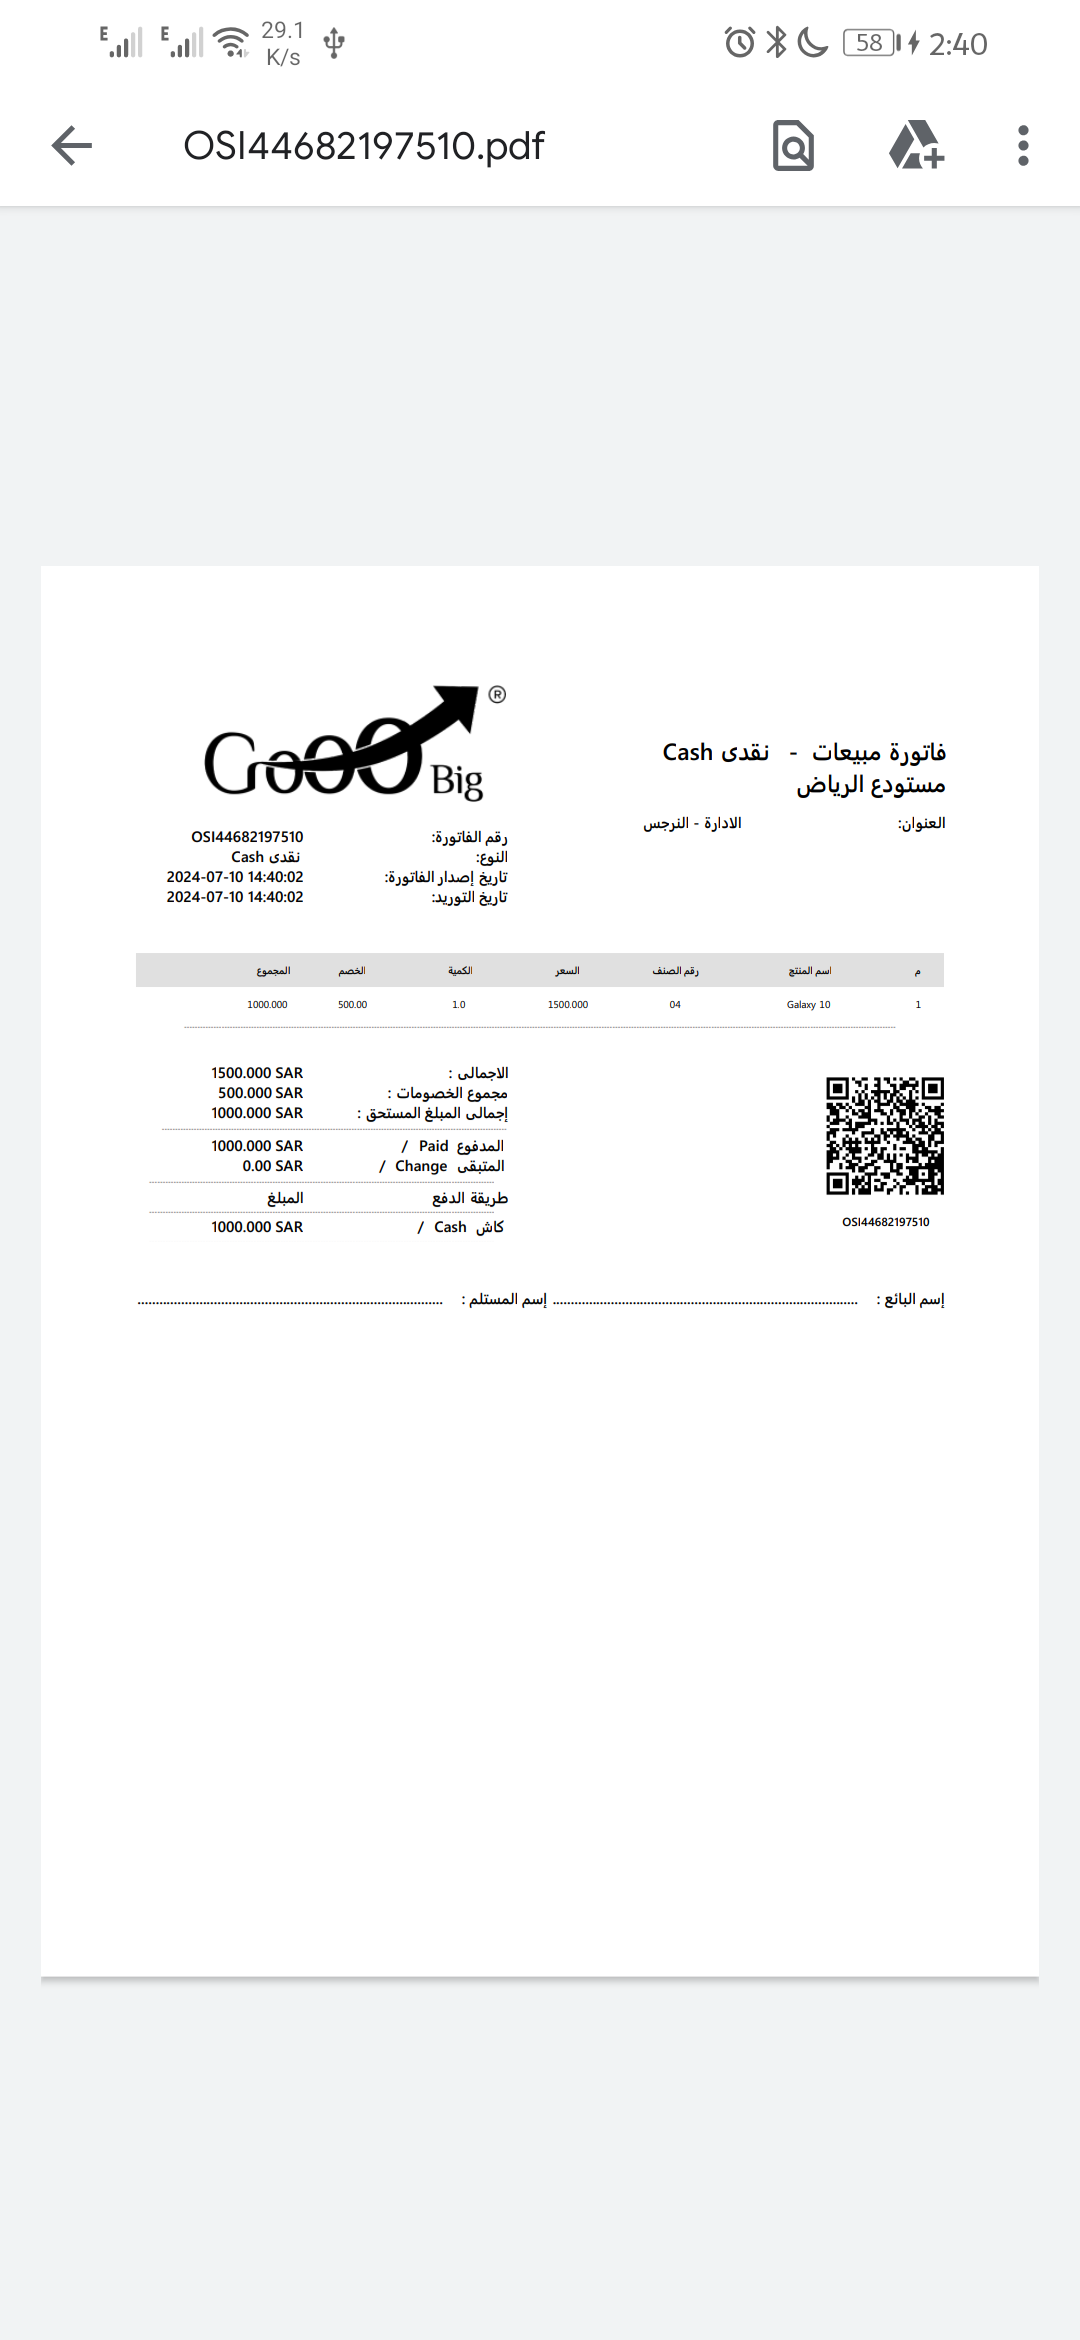 29.1 K/s 58 2:40
OSI44682197510.pdf
Gooo Big ®
فاتورة مبيعات - نقدى Cash
مستودع الرياض
العنوان: الادارة - النرجس
رقم الفاتورة: OSI44682197510
النوع: نقدى Cash
تاريخ إصدار الفاتورة: 2024-07-10 14:40:02
تاريخ التوريد: 2024-07-10 14:40:02
م اسم المنتج رقم الصنف السعر الكمية الخصم المجموع
1 Galaxy 10 04 1500.000 1.0 500.00 1000.000
الاجمالى : 1500.000 SAR
مجموع الخصومات : 500.000 SAR
إجمالى المبلغ المستحق : 1000.000 SAR
المدفوع Paid / 1000.000 SAR
المتبقى Change / 0.00 SAR
طريقة الدفع المبلغ
كاش Cash / 1000.000 SAR
OSI44682197510
إسم البائع : ........ إسم المستلم : ........